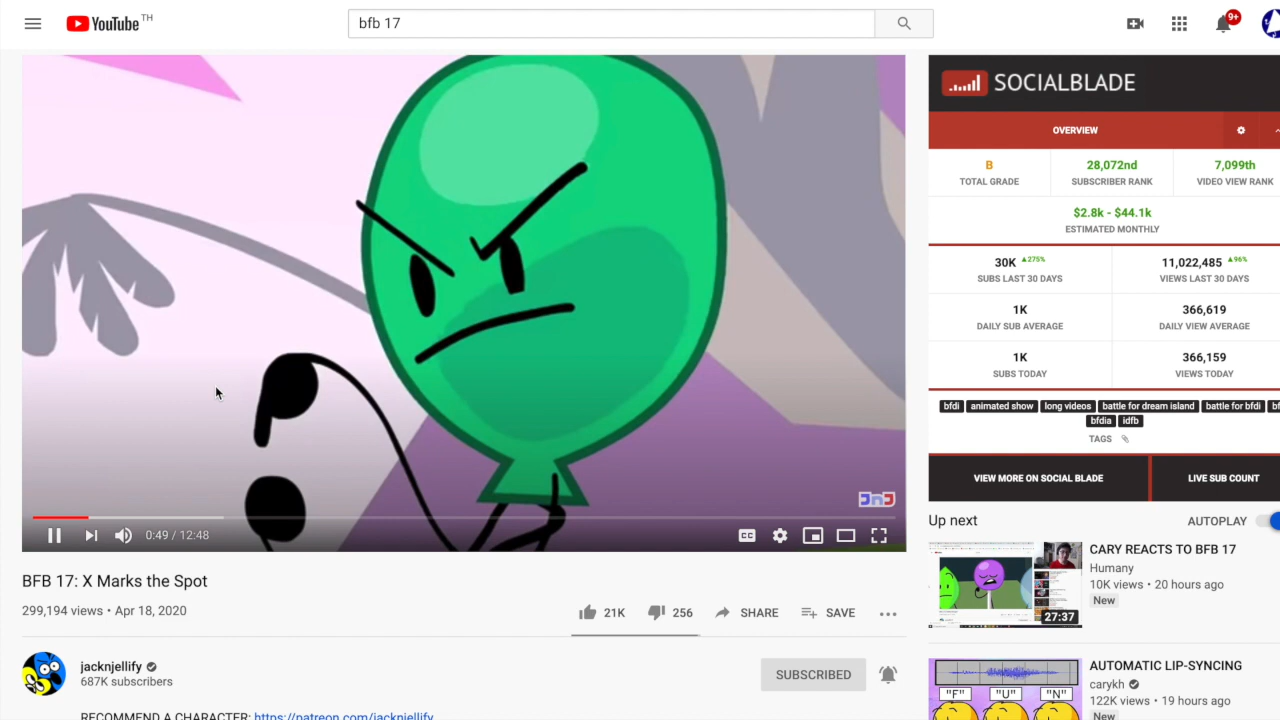 YouTube TH
bfb 17
9+
SOCIALBLADE
OVERVIEW
B
TOTAL GRADE
28,072nd
SUBSCRIBER RANK
7,099th
VIDEO VIEW RANK
$2.8k - $44.1k
ESTIMATED MONTHLY
30K 275%
SUBS LAST 30 DAYS
11,022,485 96%
VIEWS LAST 30 DAYS
1K
DAILY SUB AVERAGE
366,619
DAILY VIEW AVERAGE
1K
SUBS TODAY
366,159
VIEWS TODAY
bfdi animated show long videos battle for dream island battle for bfdi
bfdia idfb
TAGS
VIEW MORE ON SOCIAL BLADE
LIVE SUB COUNT
0:49 / 12:48
CC
BFB 17: X Marks the Spot
299,194 views • Apr 18, 2020
21K
256
SHARE
SAVE
jacknjellify
687K subscribers
SUBSCRIBED
RECOMMEND A CHARACTER: https://patreon.com/jacknjellify
Up next
AUTOPLAY
27:37
CARY REACTS TO BFB 17
Humany
10K views • 20 hours ago
New
"F" "U" "N"
AUTOMATIC LIP-SYNCING
carykh
122K views • 19 hours ago
New